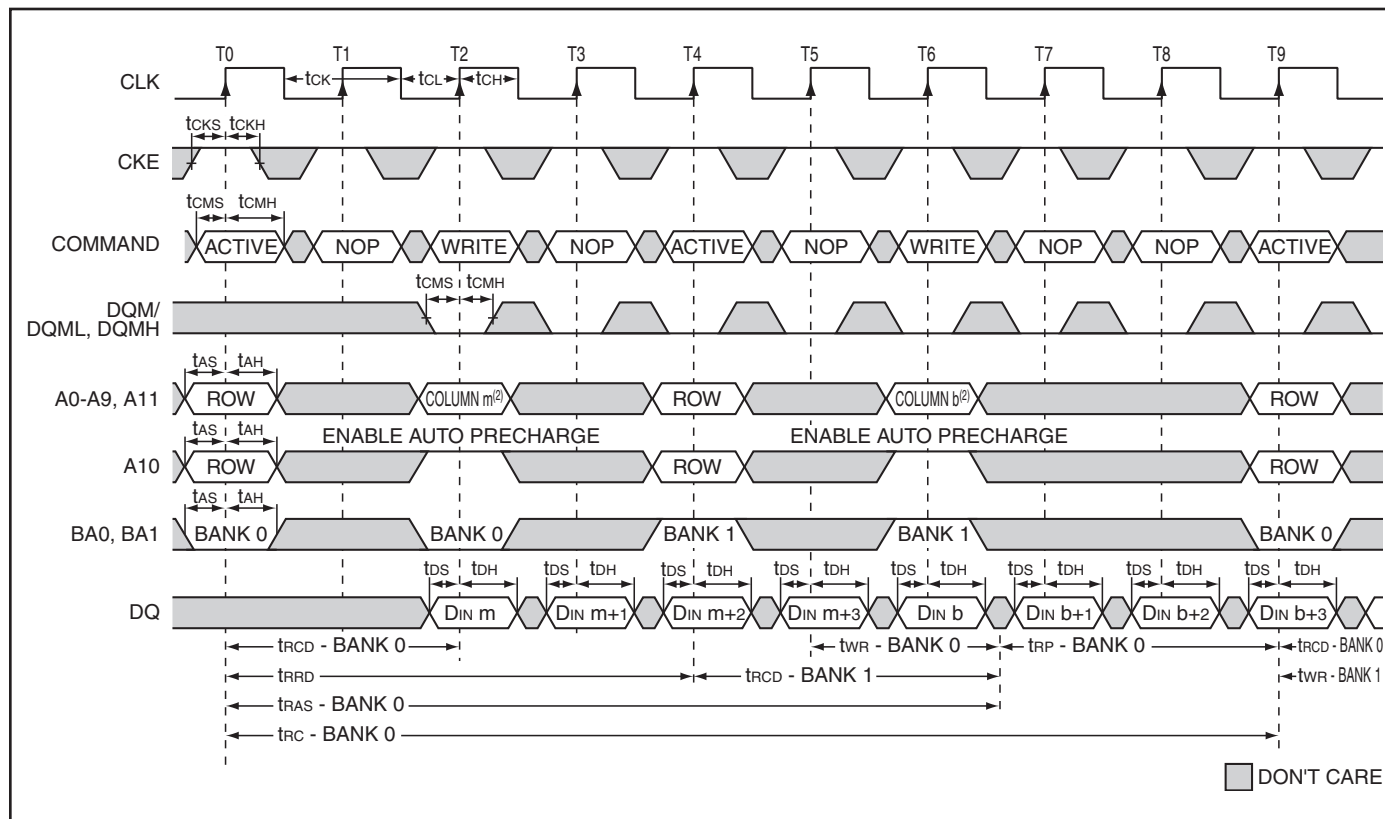 T0 T1 T2 T3 T4 T5 T6 T7 T8 T9
CLK tCK tCL tCH
tCKS tCKH
CKE
tCMS tCMH
COMMAND ACTIVE NOP WRITE NOP ACTIVE NOP WRITE NOP NOP ACTIVE
tCMS tCMH
DQM/
DQML, DQMH
tAS tAH
A0-A9, A11 ROW COLUMN m(2) ROW COLUMN b(2) ROW
tAS tAH ENABLE AUTO PRECHARGE ENABLE AUTO PRECHARGE
A10 ROW ROW ROW
tAS tAH
BA0, BA1 BANK 0 BANK 0 BANK 1 BANK 1 BANK 0
tDS tDH tDS tDH tDS tDH tDS tDH tDS tDH tDS tDH tDS tDH tDS tDH
DQ DIN m DIN m+1 DIN m+2 DIN m+3 DIN b DIN b+1 DIN b+2 DIN b+3
tRCD - BANK 0 tWR - BANK 0 tRP - BANK 0 tRCD - BANK 0
tRRD tRCD - BANK 1 tWR - BANK 1
tRAS - BANK 0
tRC - BANK 0
DON'T CARE